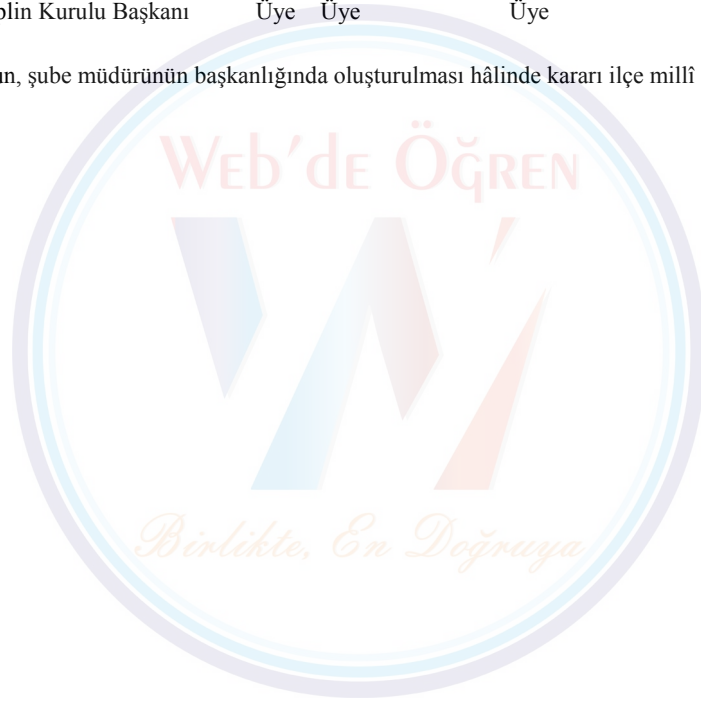 plin Kurulu Başkanı Üye Üye Üye
n, şube müdürünün başkanlığında oluşturulması hâlinde kararı ilçe millî
Web'de Öğren
Birlikte, En Doğruya